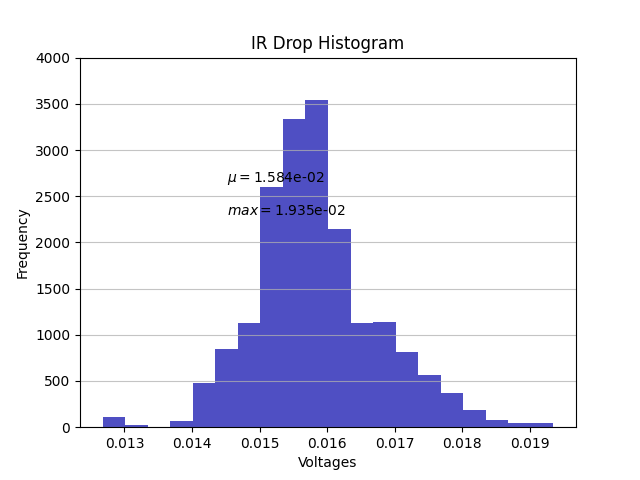 IR Drop Histogram
4000
3500
3000
2500
2000
1500
1000
500
0
Frequency
μ = 1.584e-02
max = 1.935e-02
0.013 0.014 0.015 0.016 0.017 0.018 0.019
Voltages